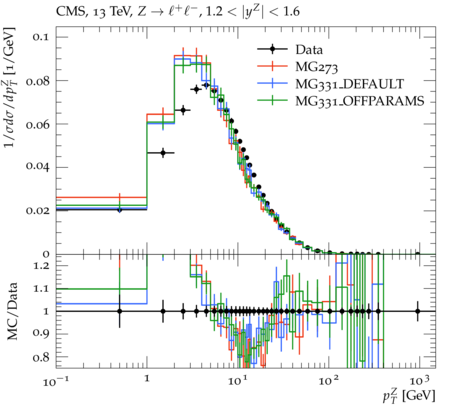 CMS, 13 TeV, Z → ℓ⁺ℓ⁻, 1.2 < |y^Z| < 1.6
1/σdσ/dp_T^Z [1/GeV]
0.1
0.08
0.06
0.04
0.02
0
Data
MG273
MG331_DEFAULT
MG331_OFFPARAMS
MC/Data
1.2
1.1
1
0.9
0.8
10⁻¹ 1 10¹ 10² 10³
p_T^Z [GeV]